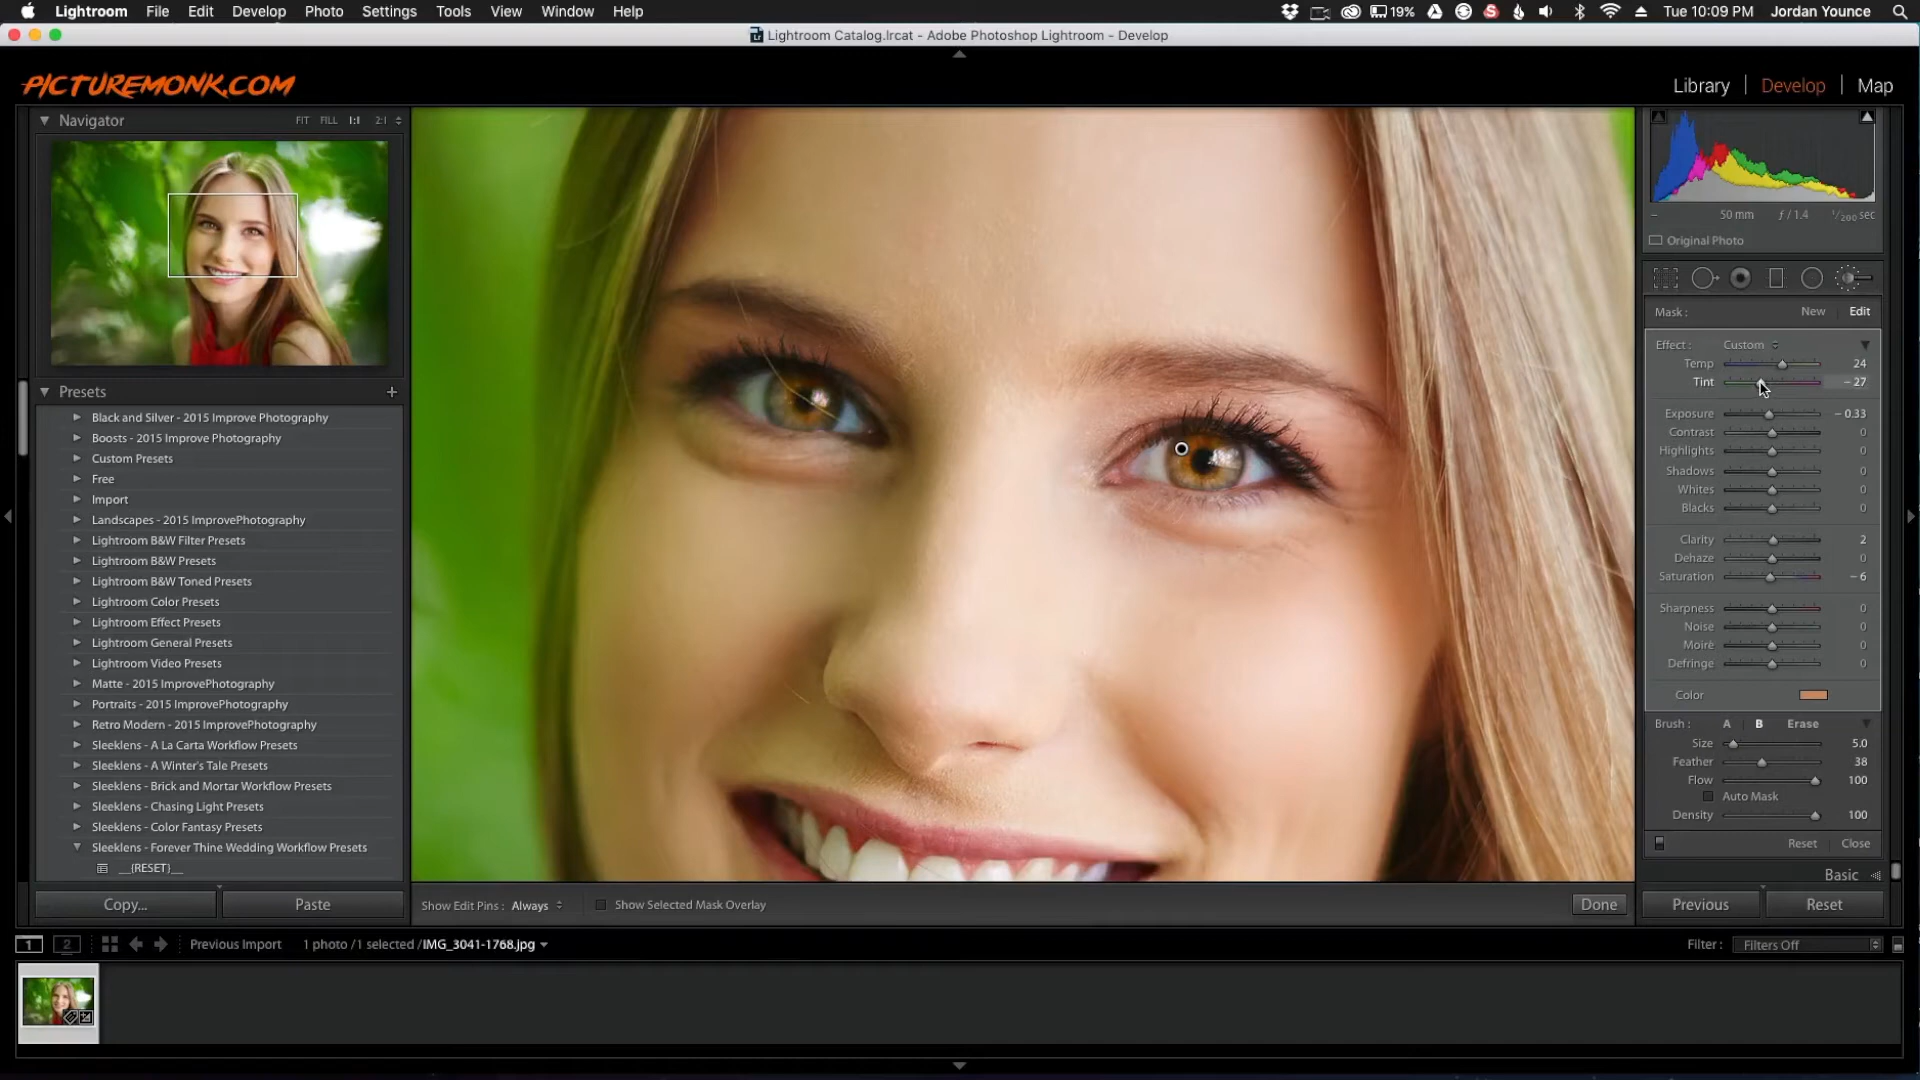 Lightroom File Edit Develop Photo Settings Tools View Window Help 19% Tue 10:09 PM Jordan Younce
Lightroom Catalog.lrcat - Adobe Photoshop Lightroom - Develop
PICTUREMONK.COM
Library | Develop | Map
Navigator FIT FILL 1:1 2:1
50 mm ƒ / 1.4 1/200 sec
Original Photo
Mask : New Edit
Effect : Custom
Temp 24
Tint - 27
Exposure - 0.33
Contrast 0
Highlights 0
Shadows 0
Whites 0
Blacks 0
Clarity 2
Dehaze 0
Saturation - 6
Sharpness 0
Noise 0
Moiré 0
Defringe 0
Color
Brush : A B Erase
Size 5.0
Feather 38
Flow 100
Auto Mask
Density 100
Reset Close
Basic
Previous Reset
Presets +
Black and Silver - 2015 Improve Photography
Boosts - 2015 Improve Photography
Custom Presets
Free
Import
Landscapes - 2015 ImprovePhotography
Lightroom B&W Filter Presets
Lightroom B&W Presets
Lightroom B&W Toned Presets
Lightroom Color Presets
Lightroom Effect Presets
Lightroom General Presets
Lightroom Video Presets
Matte - 2015 ImprovePhotography
Portraits - 2015 ImprovePhotography
Retro Modern - 2015 ImprovePhotography
Sleeklens - A La Carta Workflow Presets
Sleeklens - A Winter's Tale Presets
Sleeklens - Brick and Mortar Workflow Presets
Sleeklens - Chasing Light Presets
Sleeklens - Color Fantasy Presets
Sleeklens - Forever Thine Wedding Workflow Presets
__{RESET}__
Copy... Paste
Show Edit Pins : Always Show Selected Mask Overlay Done
1 2 Previous Import 1 photo /1 selected /IMG_3041-1768.jpg Filter : Filters Off